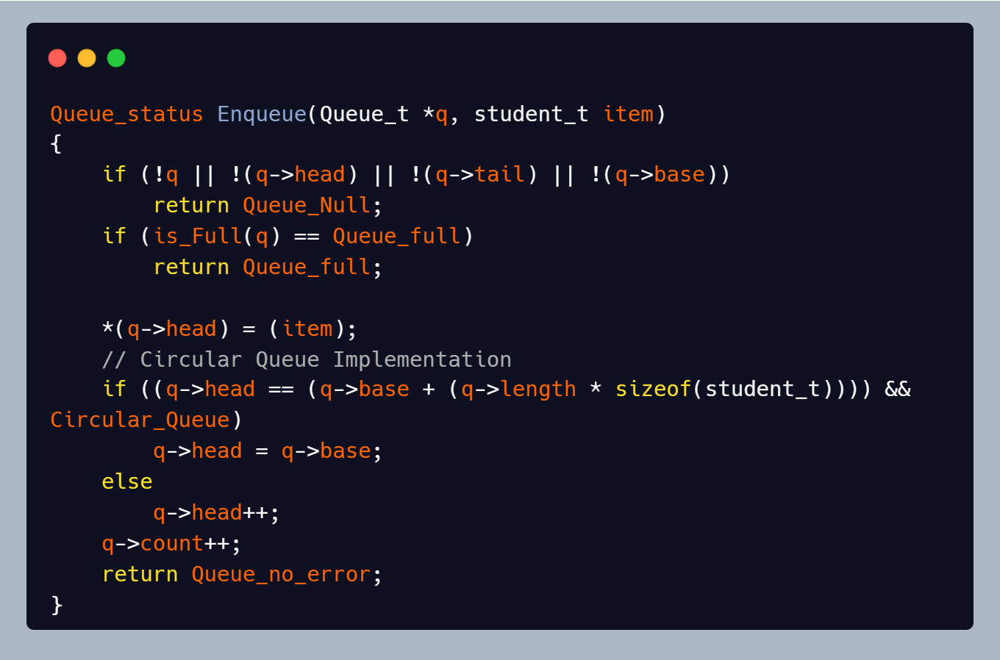 Queue_status Enqueue(Queue_t *q, student_t item)
{
    if (!q || !(q->head) || !(q->tail) || !(q->base))
        return Queue_Null;
    if (is_Full(q) == Queue_full)
        return Queue_full;

    *(q->head) = (item);
    // Circular Queue Implementation
    if ((q->head == (q->base + (q->length * sizeof(student_t)))) &&
Circular_Queue)
        q->head = q->base;
    else
        q->head++;
    q->count++;
    return Queue_no_error;
}